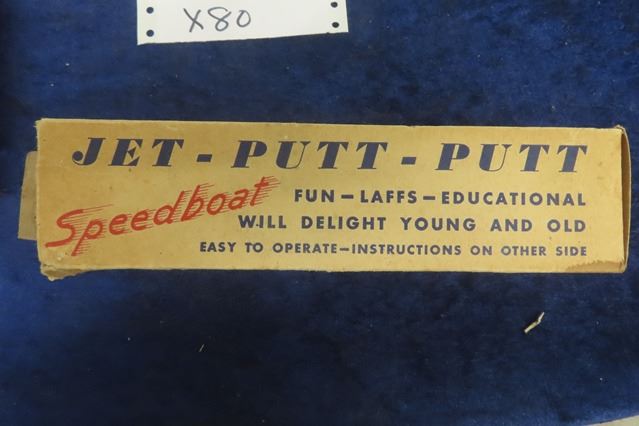 X80
JET - PUTT - PUTT
Speedboat
FUN — LAFFS — EDUCATIONAL
WILL DELIGHT YOUNG AND OLD
EASY TO OPERATE — INSTRUCTIONS ON OTHER SIDE